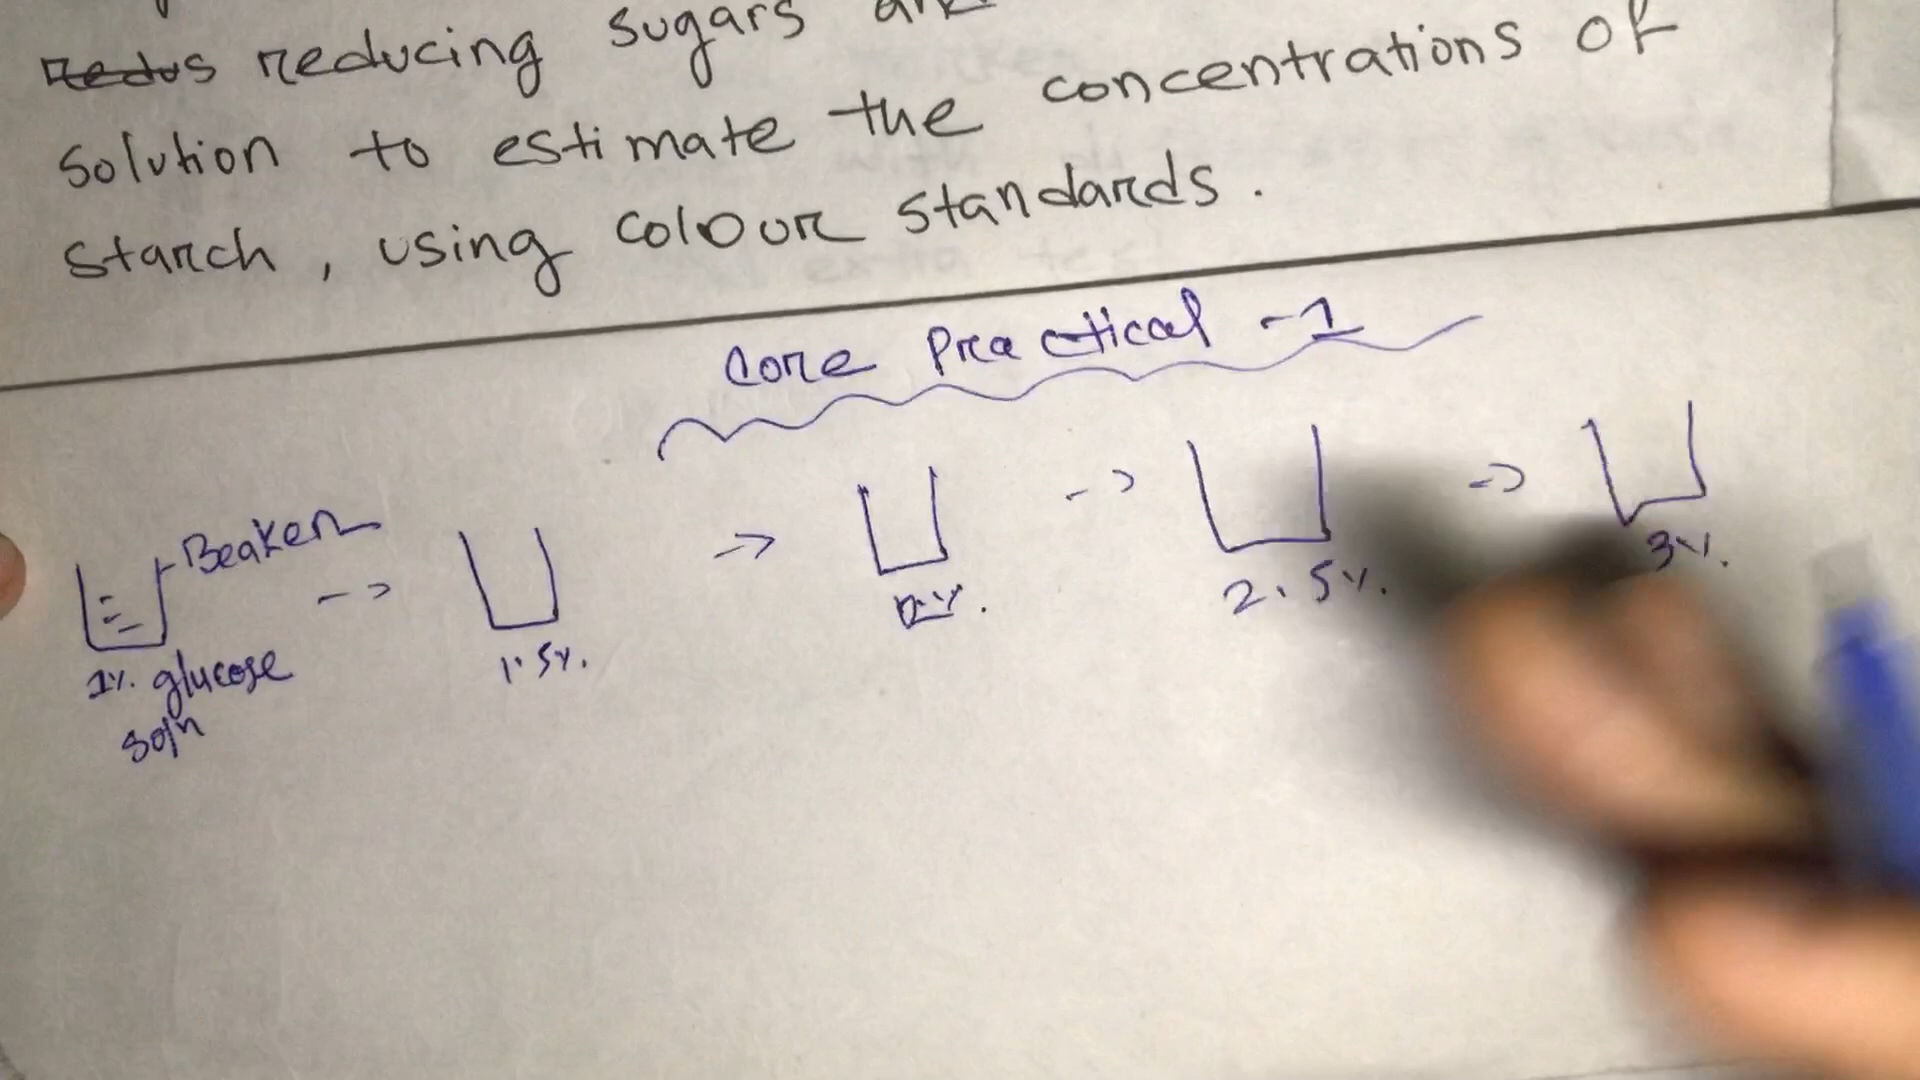 reducing sugars
solution to estimate the concentrations of
starch, using colour standards.
Core Practical -1
Beaker
1%. glucose
soln
1.5%.
2%.
2.5%.
3%.